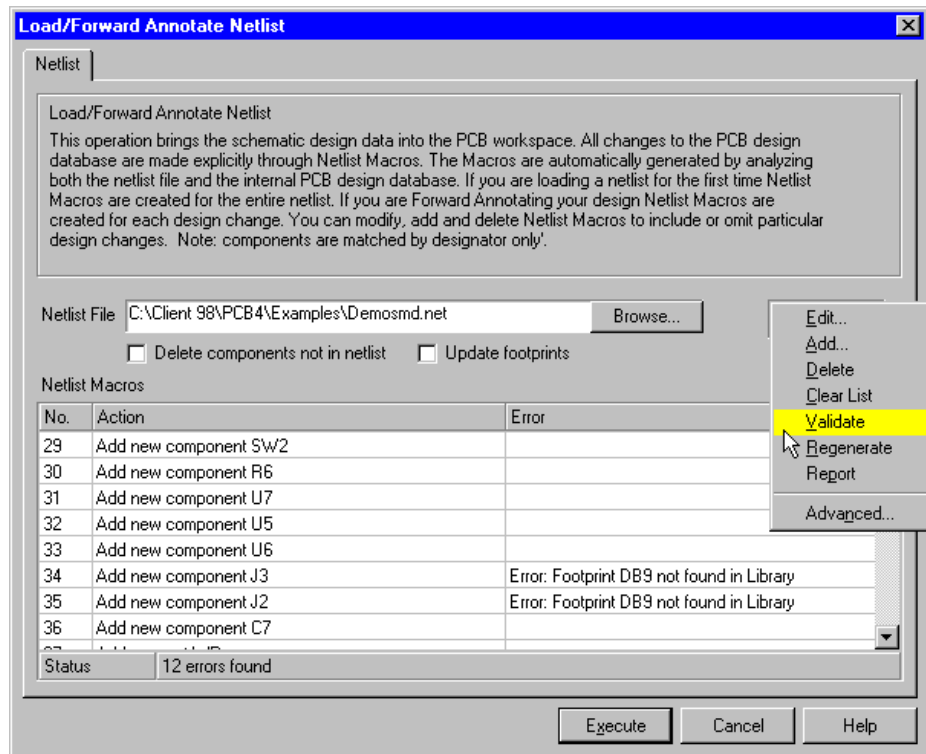 Load/Forward Annotate Netlist
Netlist
Load/Forward Annotate Netlist
This operation brings the schematic design data into the PCB workspace. All changes to the PCB design
database are made explicitly through Netlist Macros. The Macros are automatically generated by analyzing
both the netlist file and the internal PCB design database. If you are loading a netlist for the first time Netlist
Macros are created for the entire netlist. If you are Forward Annotating your design Netlist Macros are
created for each design change. You can modify, add and delete Netlist Macros to include or omit particular
design changes.  Note: components are matched by designator only'.
Netlist File C:\Client 98\PCB4\Examples\Demosmd.net Browse...
Delete components not in netlist Update footprints
Netlist Macros
No. Action Error
29 Add new component SW2
30 Add new component R6
31 Add new component U7
32 Add new component U5
33 Add new component U6
34 Add new component J3 Error: Footprint DB9 not found in Library
35 Add new component J2 Error: Footprint DB9 not found in Library
36 Add new component C7
Status 12 errors found
Edit...
Add...
Delete
Clear List
Validate
Regenerate
Report
Advanced...
Execute Cancel Help